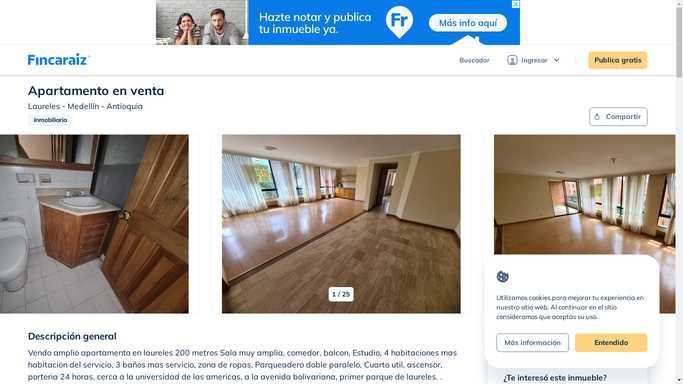 Hazte notar y publica
tu inmueble ya.
Fr
Más info aquí
Fincaraiz
Buscador
Ingresar
Publica gratis
Apartamento en venta
Laureles - Medellín - Antioquia
Inmobiliaria
Compartir
1 / 25
Utilizamos cookies para mejorar tu experiencia en
nuestro sitio web. Al continuar en el sitio
consideramos que aceptas su uso.
Más información
Entendido
Descripción general
Vendo amplio apartamento en laureles 200 metros Sala muy amplia, comedor, balcon, Estudio, 4 habitaciones mas
habitacion del servicio, 3 baños mas servicio, zona de ropas, Parqueadero doble paralelo, Cuarto util, ascensor,
porteria 24 horas, cerca a la universidad de las americas, a la avenida bolivariana, primer parque de laureles. .
¿Te interesó este inmueble?